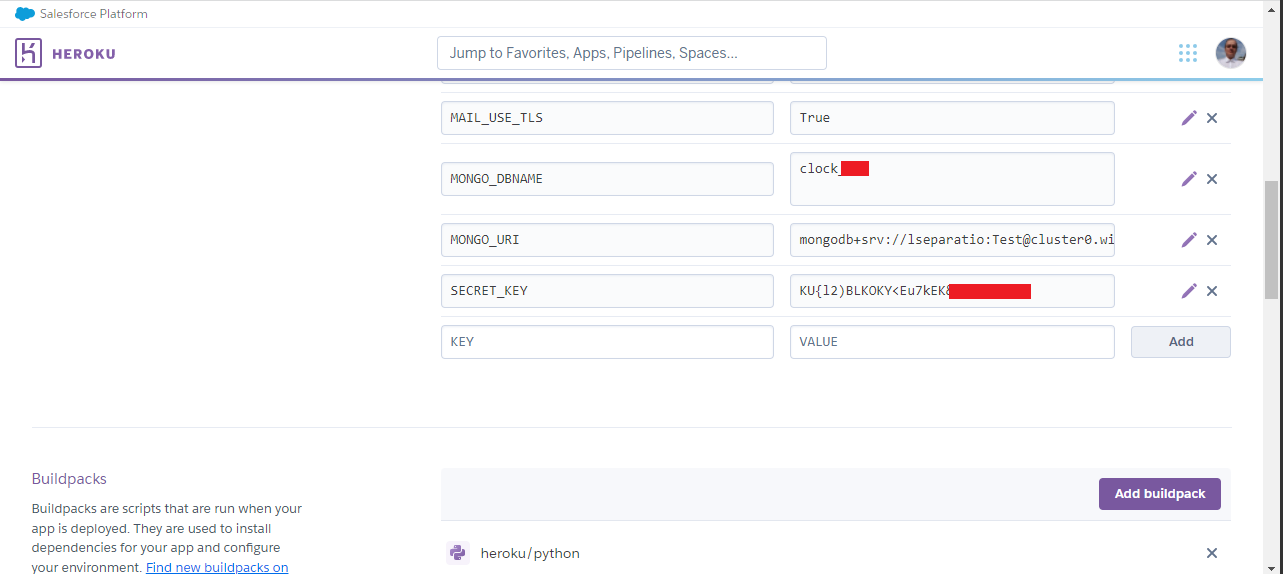 Salesforce Platform
HEROKU
Jump to Favorites, Apps, Pipelines, Spaces...
MAIL_USE_TLS True
MONGO_DBNAME clock_
MONGO_URI mongodb+srv://lseparatio:Test@cluster0.wi
SECRET_KEY KU{l2)BLKOKY<Eu7kEK&
KEY VALUE Add
Buildpacks
Add buildpack
Buildpacks are scripts that are run when your
app is deployed. They are used to install
dependencies for your app and configure
your environment. Find new buildpacks on
heroku/python